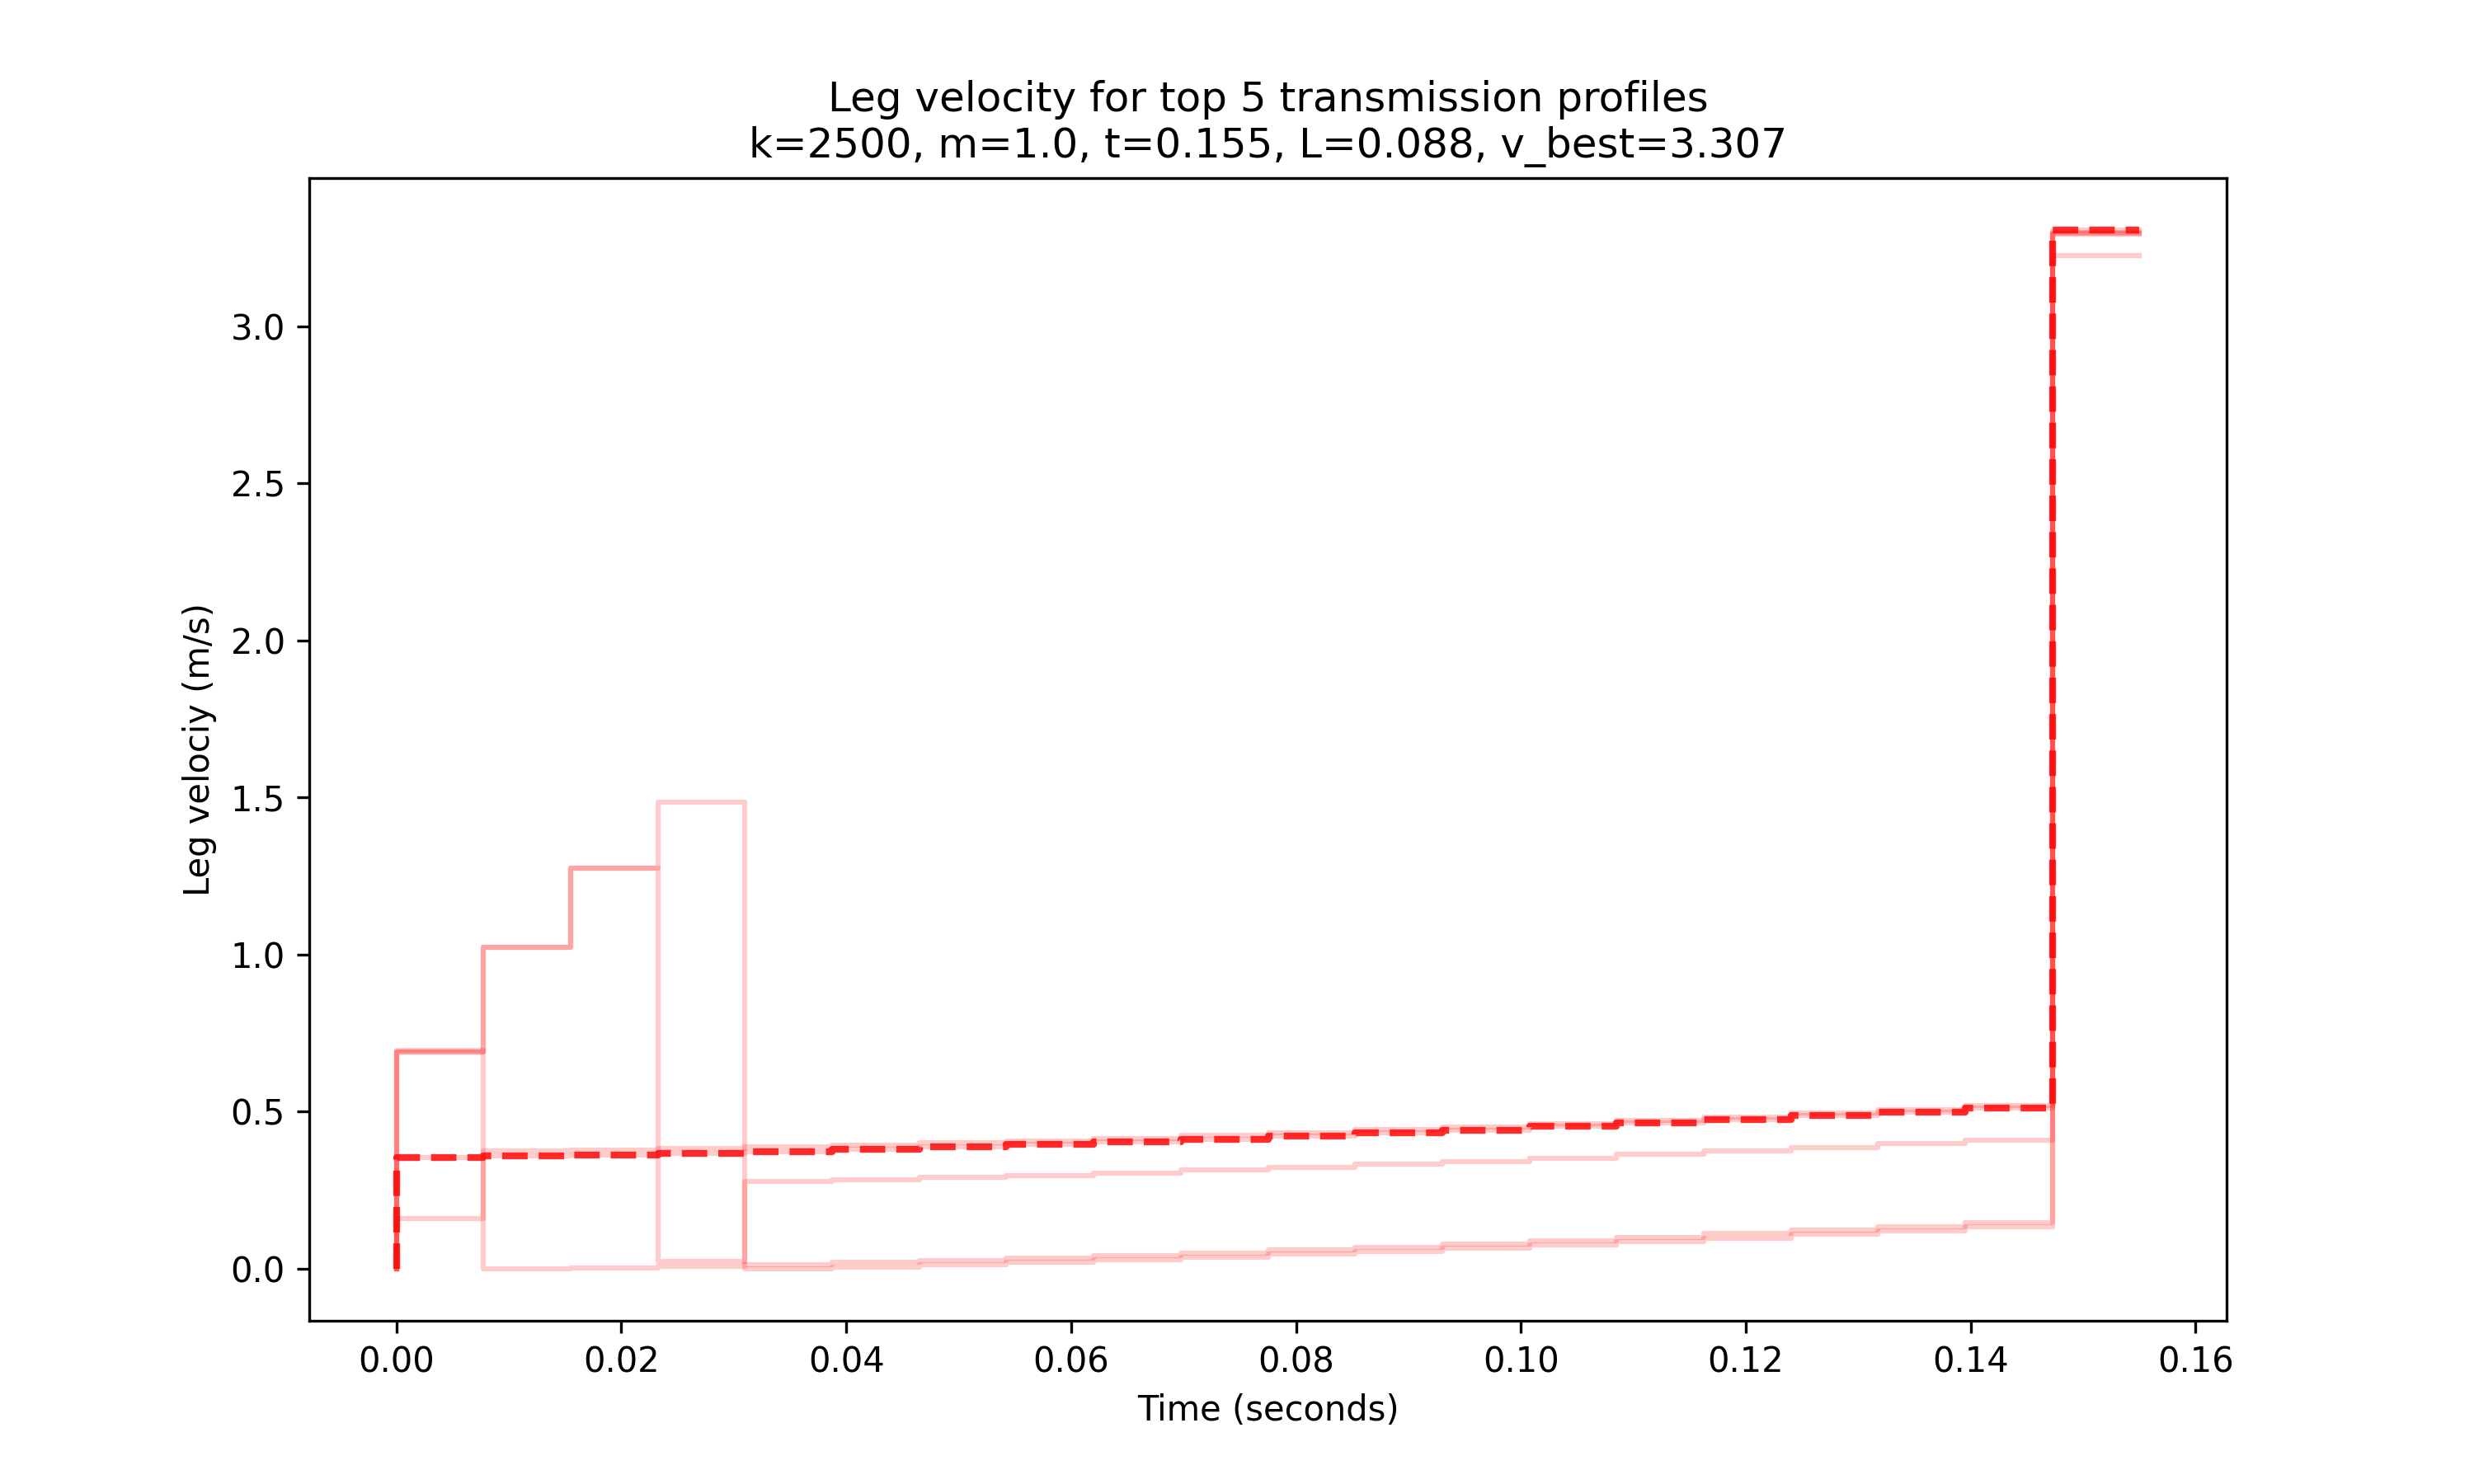 Leg velocity for top 5 transmission profiles
k=2500, m=1.0, t=0.155, L=0.088, v_best=3.307
Leg velociy (m/s)
3.0
2.5
2.0
1.5
1.0
0.5
0.0
0.00 0.02 0.04 0.06 0.08 0.10 0.12 0.14 0.16
Time (seconds)